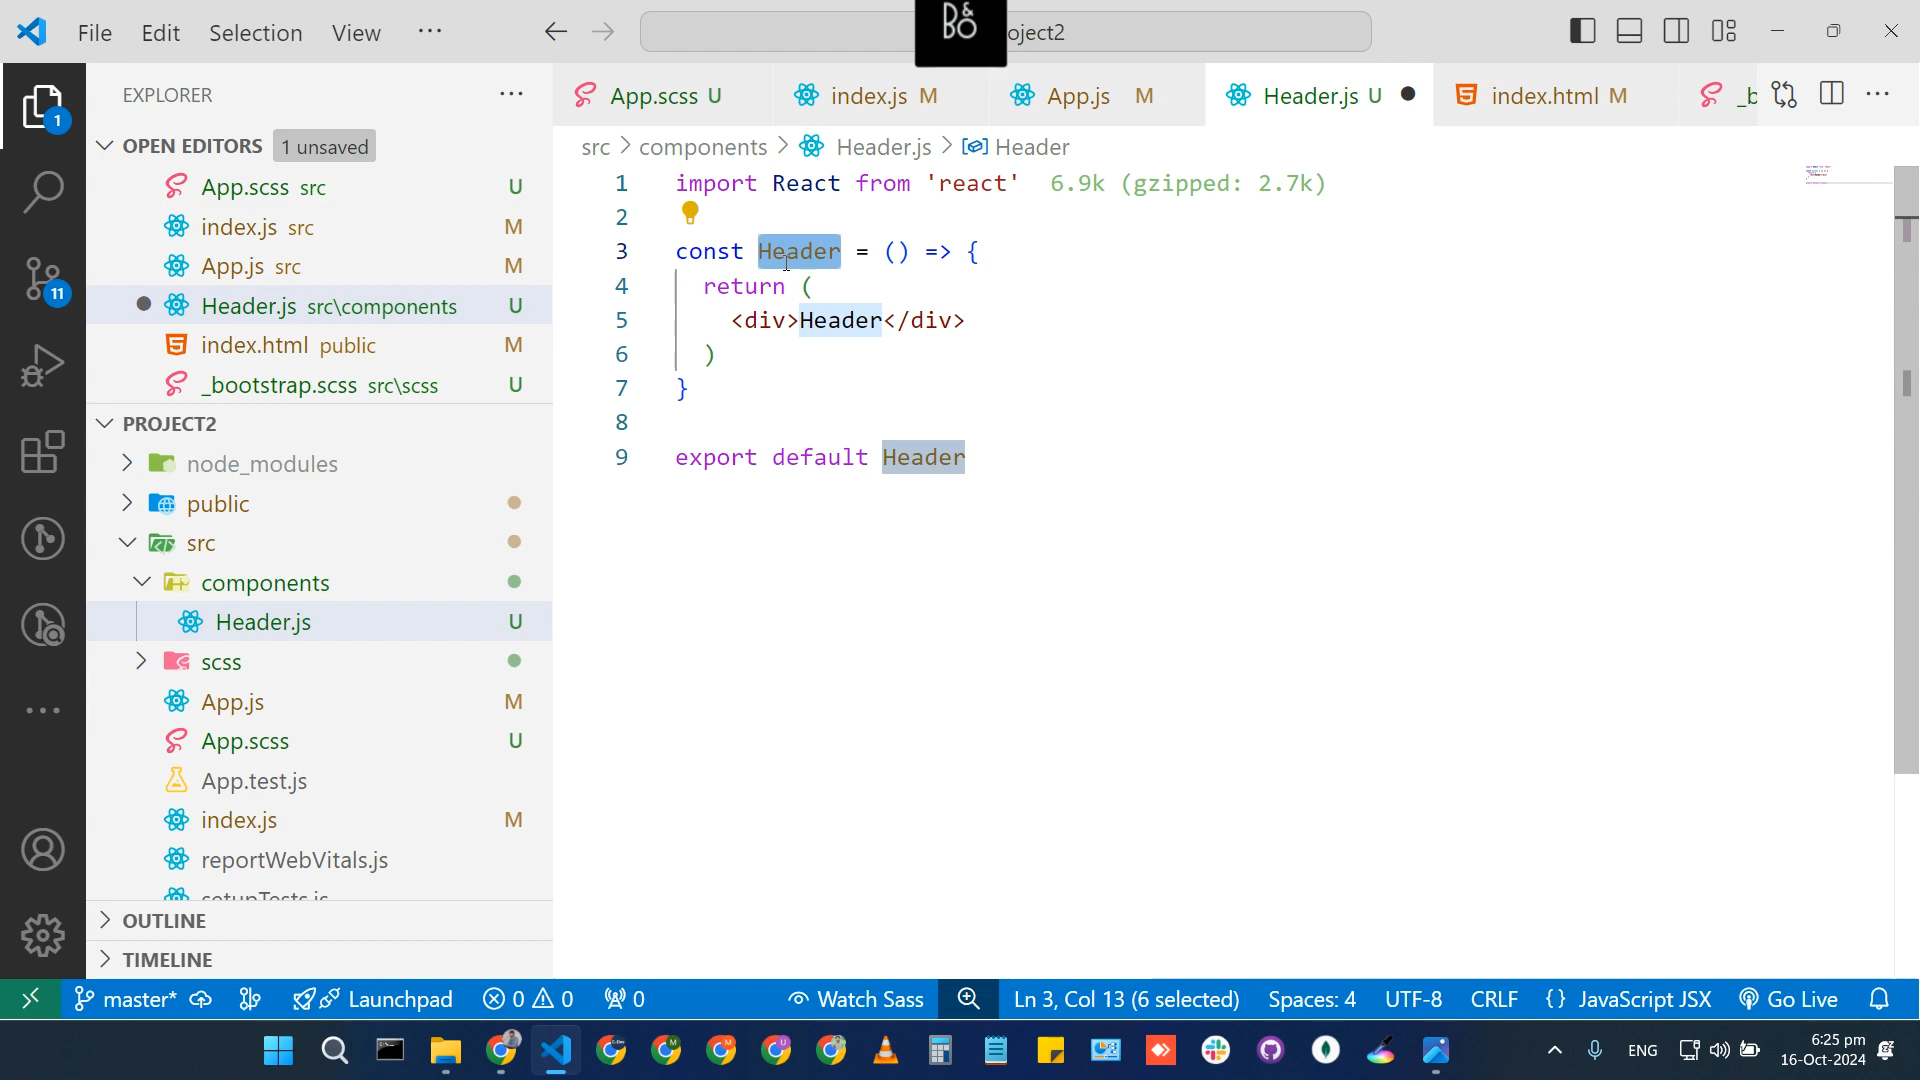 File Edit Selection View ···
B&O
oject2
EXPLORER ···
OPEN EDITORS 1 unsaved
App.scss src U
index.js src M
App.js src M
Header.js src\components U
index.html public M
_bootstrap.scss src\scss U
PROJECT2
node_modules
public
src
components
Header.js U
scss
App.js M
App.scss U
App.test.js
index.js M
reportWebVitals.js
setupTests.js
OUTLINE
TIMELINE
1
11
App.scss U index.js M App.js M Header.js U index.html M _b
src > components > Header.js > Header
1 import React from 'react' 6.9k (gzipped: 2.7k)
2
3 const Header = () => {
4 return (
5 <div>Header</div>
6 )
7 }
8
9 export default Header
master* Launchpad 0 0 0 Watch Sass Ln 3, Col 13 (6 selected) Spaces: 4 UTF-8 CRLF {} JavaScript JSX Go Live
ENG 6:25 pm
16-Oct-2024